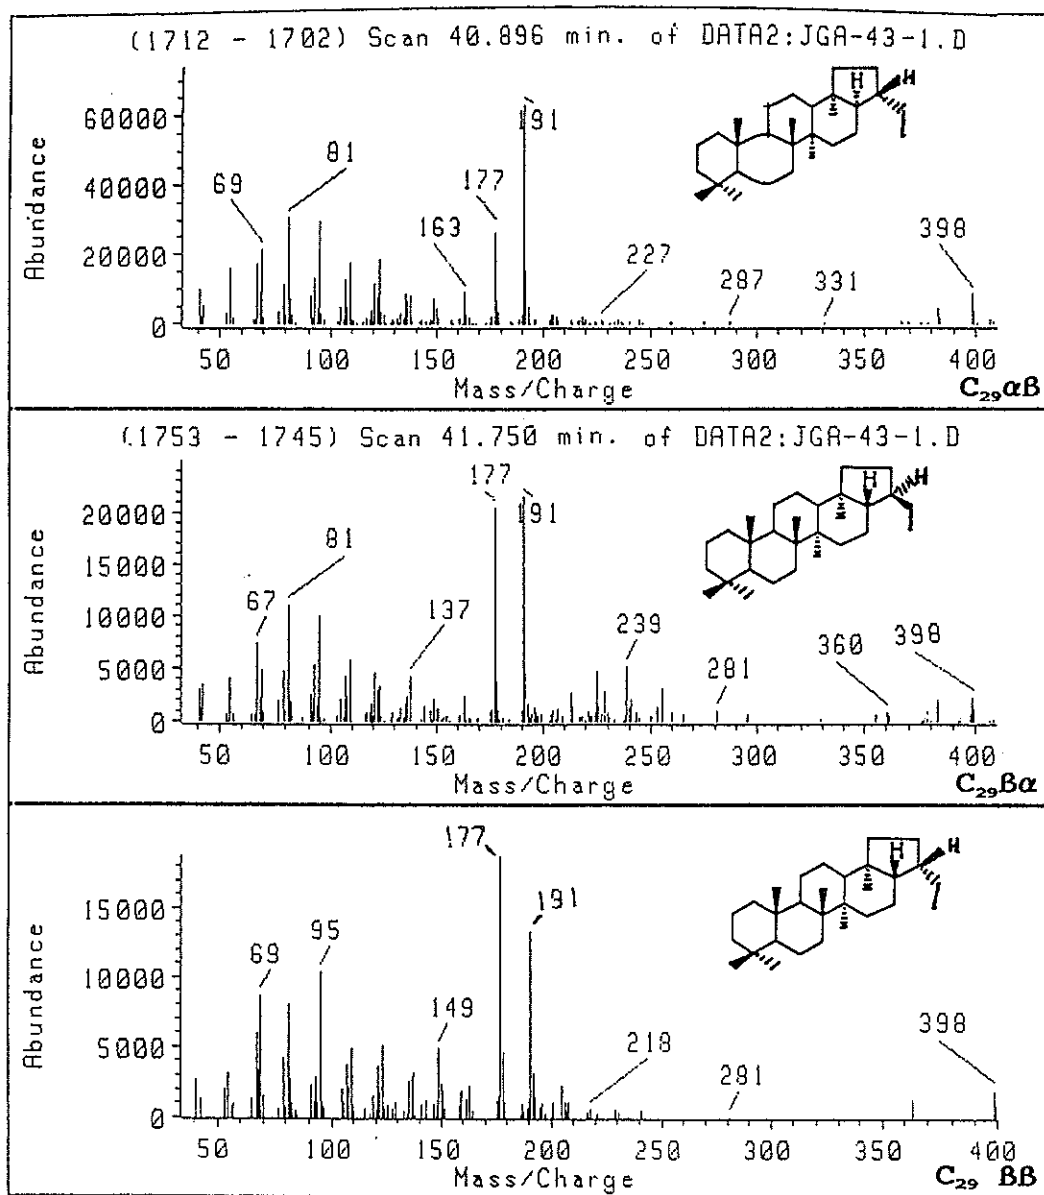 (1712 - 1702) Scan 40.896 min. of DATA2:JGA-43-1.D
Abundance
60000
40000
20000
0
69
81
163
177
191
227
287
331
398
H
H
50 100 150 200 250 300 350 400
Mass/Charge
C₂₉αβ
(1753 - 1745) Scan 41.750 min. of DATA2:JGA-43-1.D
Abundance
20000
15000
10000
5000
0
67
81
137
177
191
239
281
360
398
H
H
50 100 150 200 250 300 350 400
Mass/Charge
C₂₉βα
Abundance
15000
10000
5000
0
69
95
149
177
191
218
281
398
H
H
50 100 150 200 250 300 350 400
Mass/Charge
C₂₉ ββ